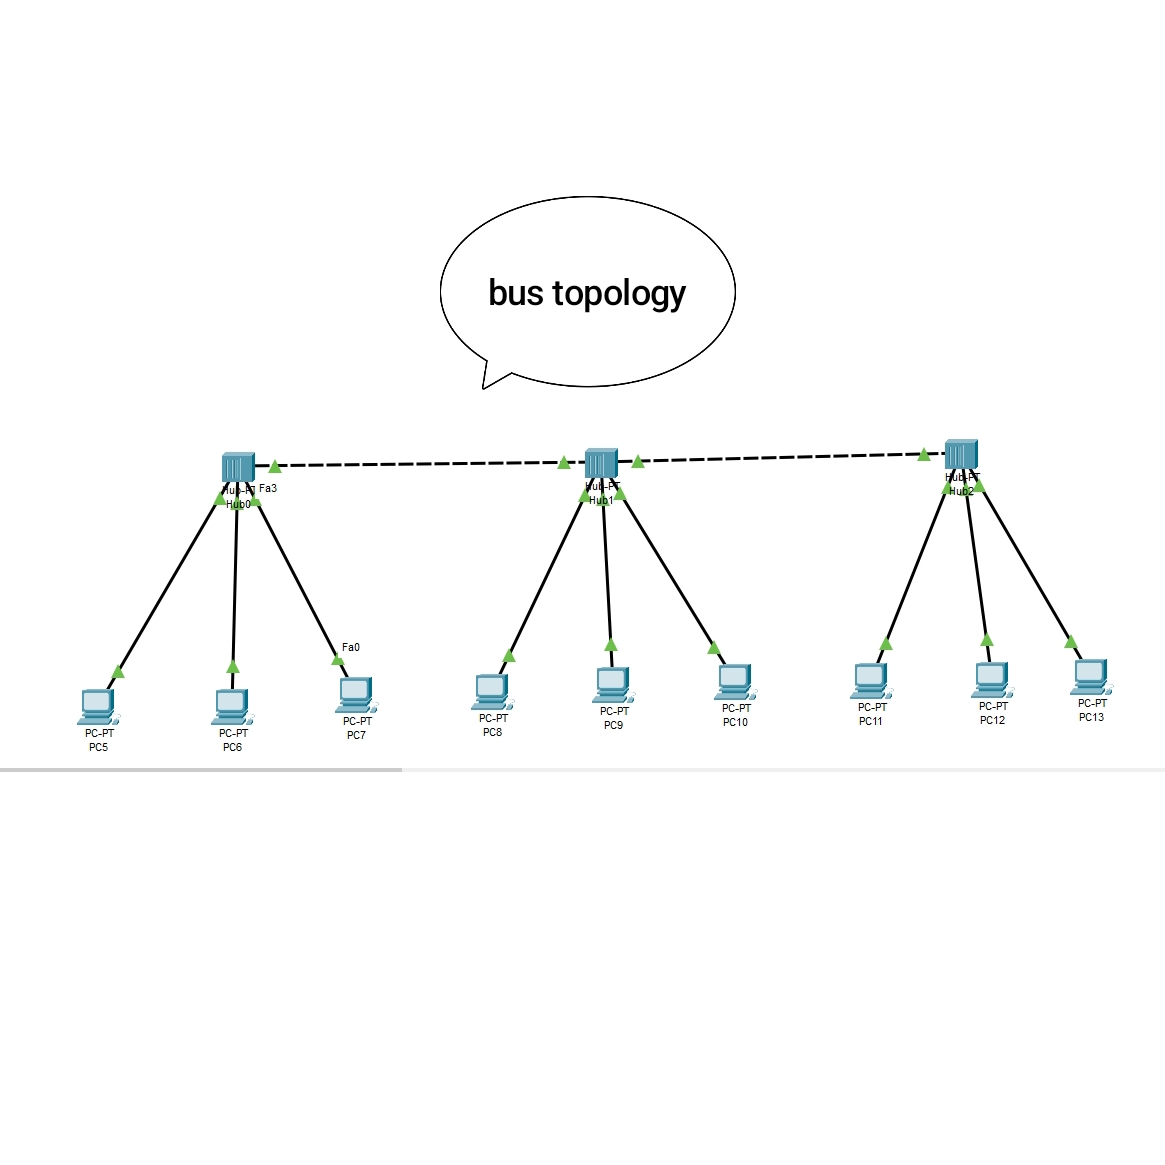 bus topology
Hub-PT
Hub0
Fa3
Hub-PT
Hub1
Hub-PT
Hub2
Fa0
PC-PT
PC5
PC-PT
PC6
PC-PT
PC7
PC-PT
PC8
PC-PT
PC9
PC-PT
PC10
PC-PT
PC11
PC-PT
PC12
PC-PT
PC13